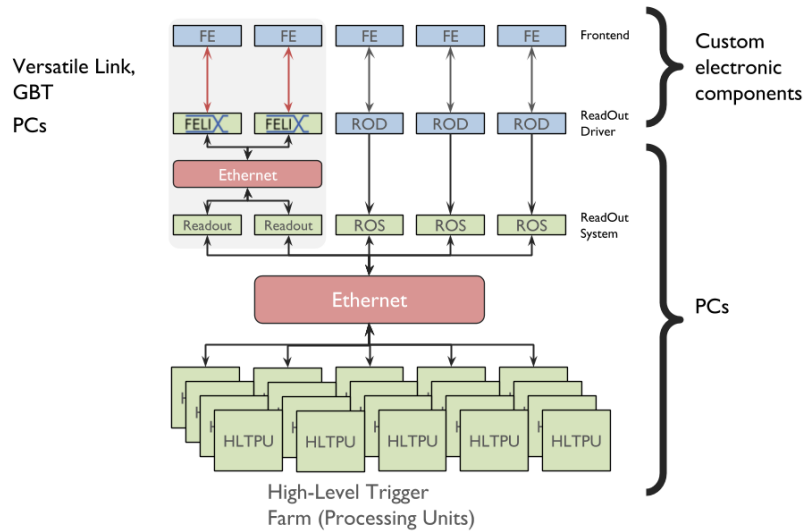 FE FE FE FE FE Frontend
Custom
electronic
components
Versatile Link,
GBT
PCs
FELIX FELIX ROD ROD ROD ReadOut
Driver
Ethernet
Readout Readout ROS ROS ROS ReadOut
System
Ethernet
PCs
HLTPU HLTPU HLTPU HLTPU HLTPU
High-Level Trigger
Farm (Processing Units)